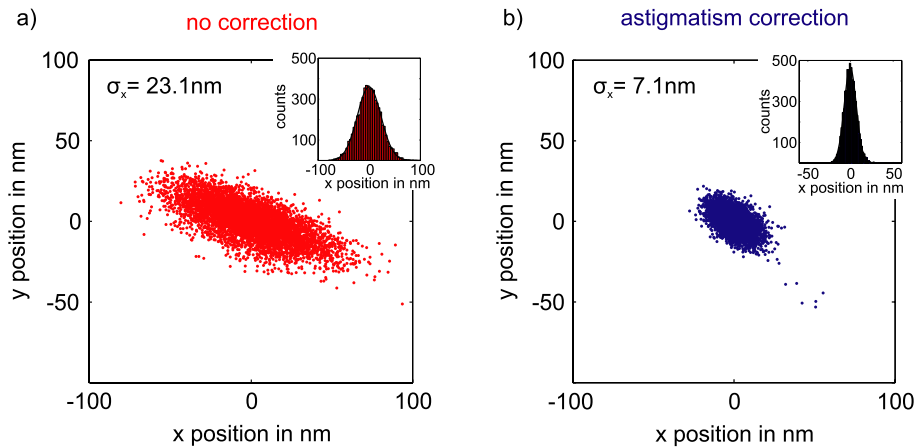 a)
no correction
100
50
0
-50
-100
0
100
y position in nm
x position in nm
σx= 23.1nm
500
300
100
counts
-100
0
100
x position in nm
b)
astigmatism correction
100
50
0
-50
-100
0
100
y position in nm
x position in nm
σx= 7.1nm
500
300
100
counts
-50
0
50
x position in nm